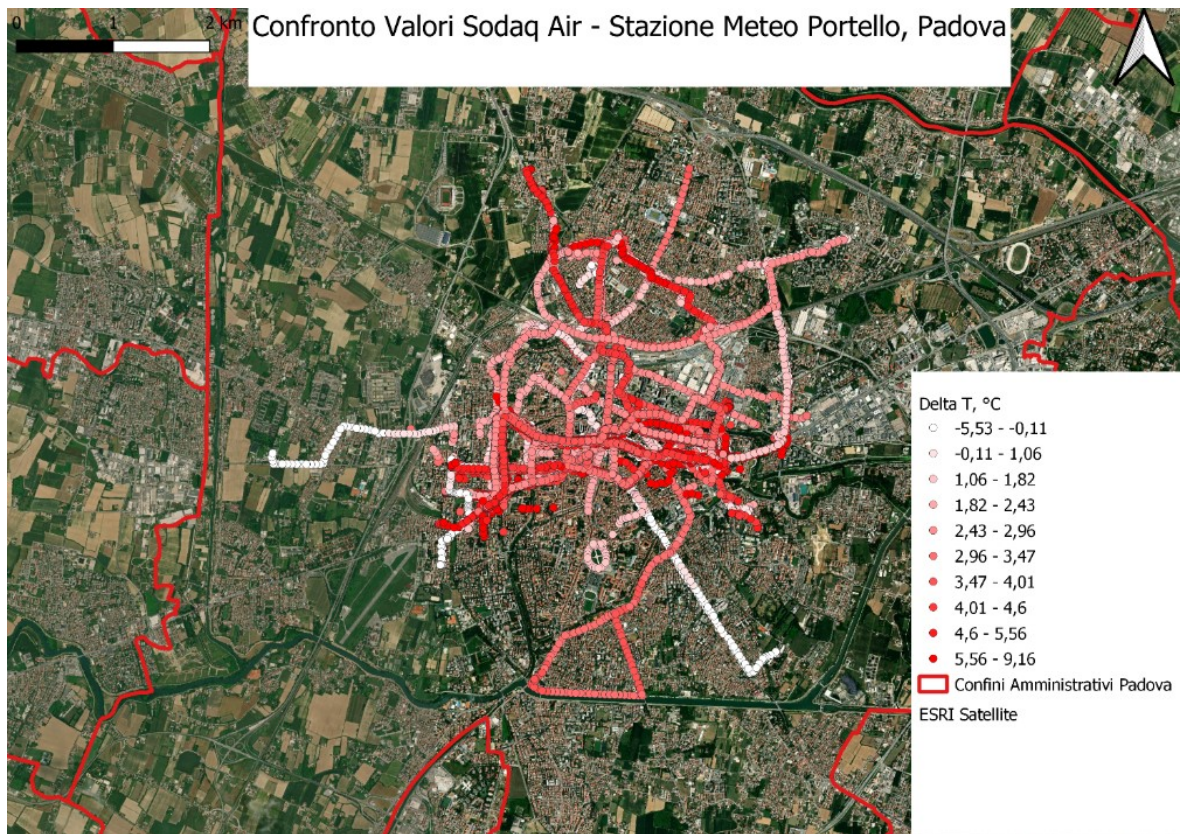 0 1 2 km
Confronto Valori Sodaq Air - Stazione Meteo Portello, Padova
Delta T, °C
-5,53 - -0,11
-0,11 - 1,06
1,06 - 1,82
1,82 - 2,43
2,43 - 2,96
2,96 - 3,47
3,47 - 4,01
4,01 - 4,6
4,6 - 5,56
5,56 - 9,16
Confini Amministrativi Padova
ESRI Satellite